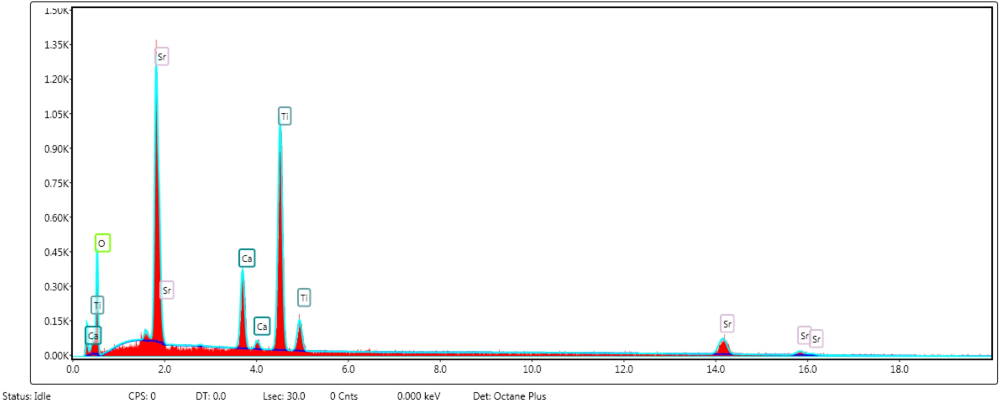 1.50K
1.35K
Sr
1.20K
1.05K
Ti
0.90K
0.75K
0.60K
O
0.45K
Ca
0.30K
Sr
Ti
Ti
0.15K
Ca
Sr
Ca
Sr
Sr
0.00K
0.0 2.0 4.0 6.0 8.0 10.0 12.0 14.0 16.0 18.0
Status: Idle CPS: 0 DT: 0.0 Lsec: 30.0 0 Cnts 0.000 keV Det: Octane Plus